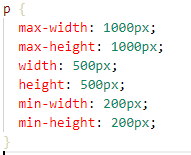 p {
max-width: 1000px;
max-height: 1000px;
width: 500px;
height: 500px;
min-width: 200px;
min-height: 200px;
}